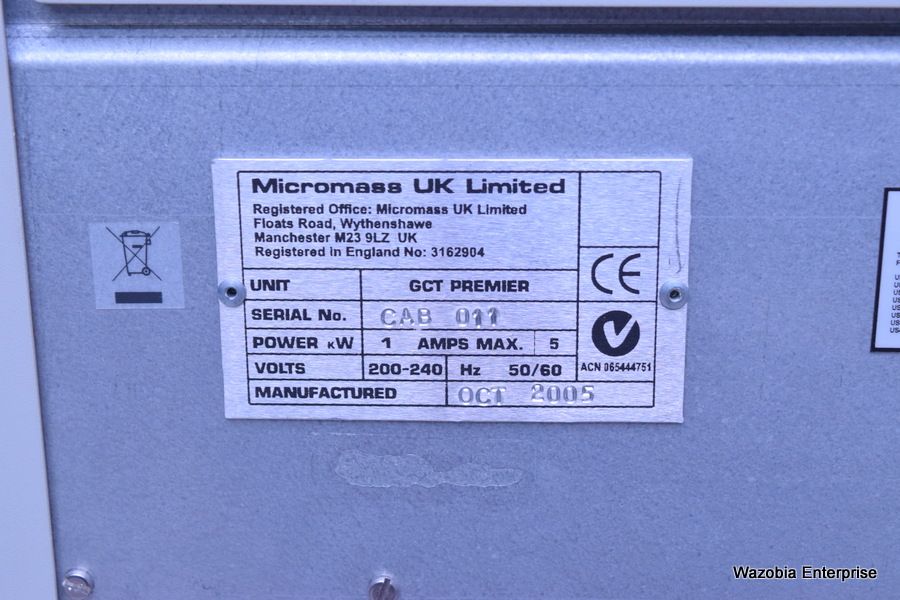 Micromass UK Limited
Registered Office: Micromass UK Limited
Floats Road, Wythenshawe
Manchester M23 9LZ UK
Registered in England No: 3162904
UNIT GCT PREMIER
SERIAL No. CAB 011
POWER kW 1 AMPS MAX. 5
VOLTS 200-240 Hz 50/60
MANUFACTURED OCT 2005
CE
ACN 065444751
Wazobia Enterprise